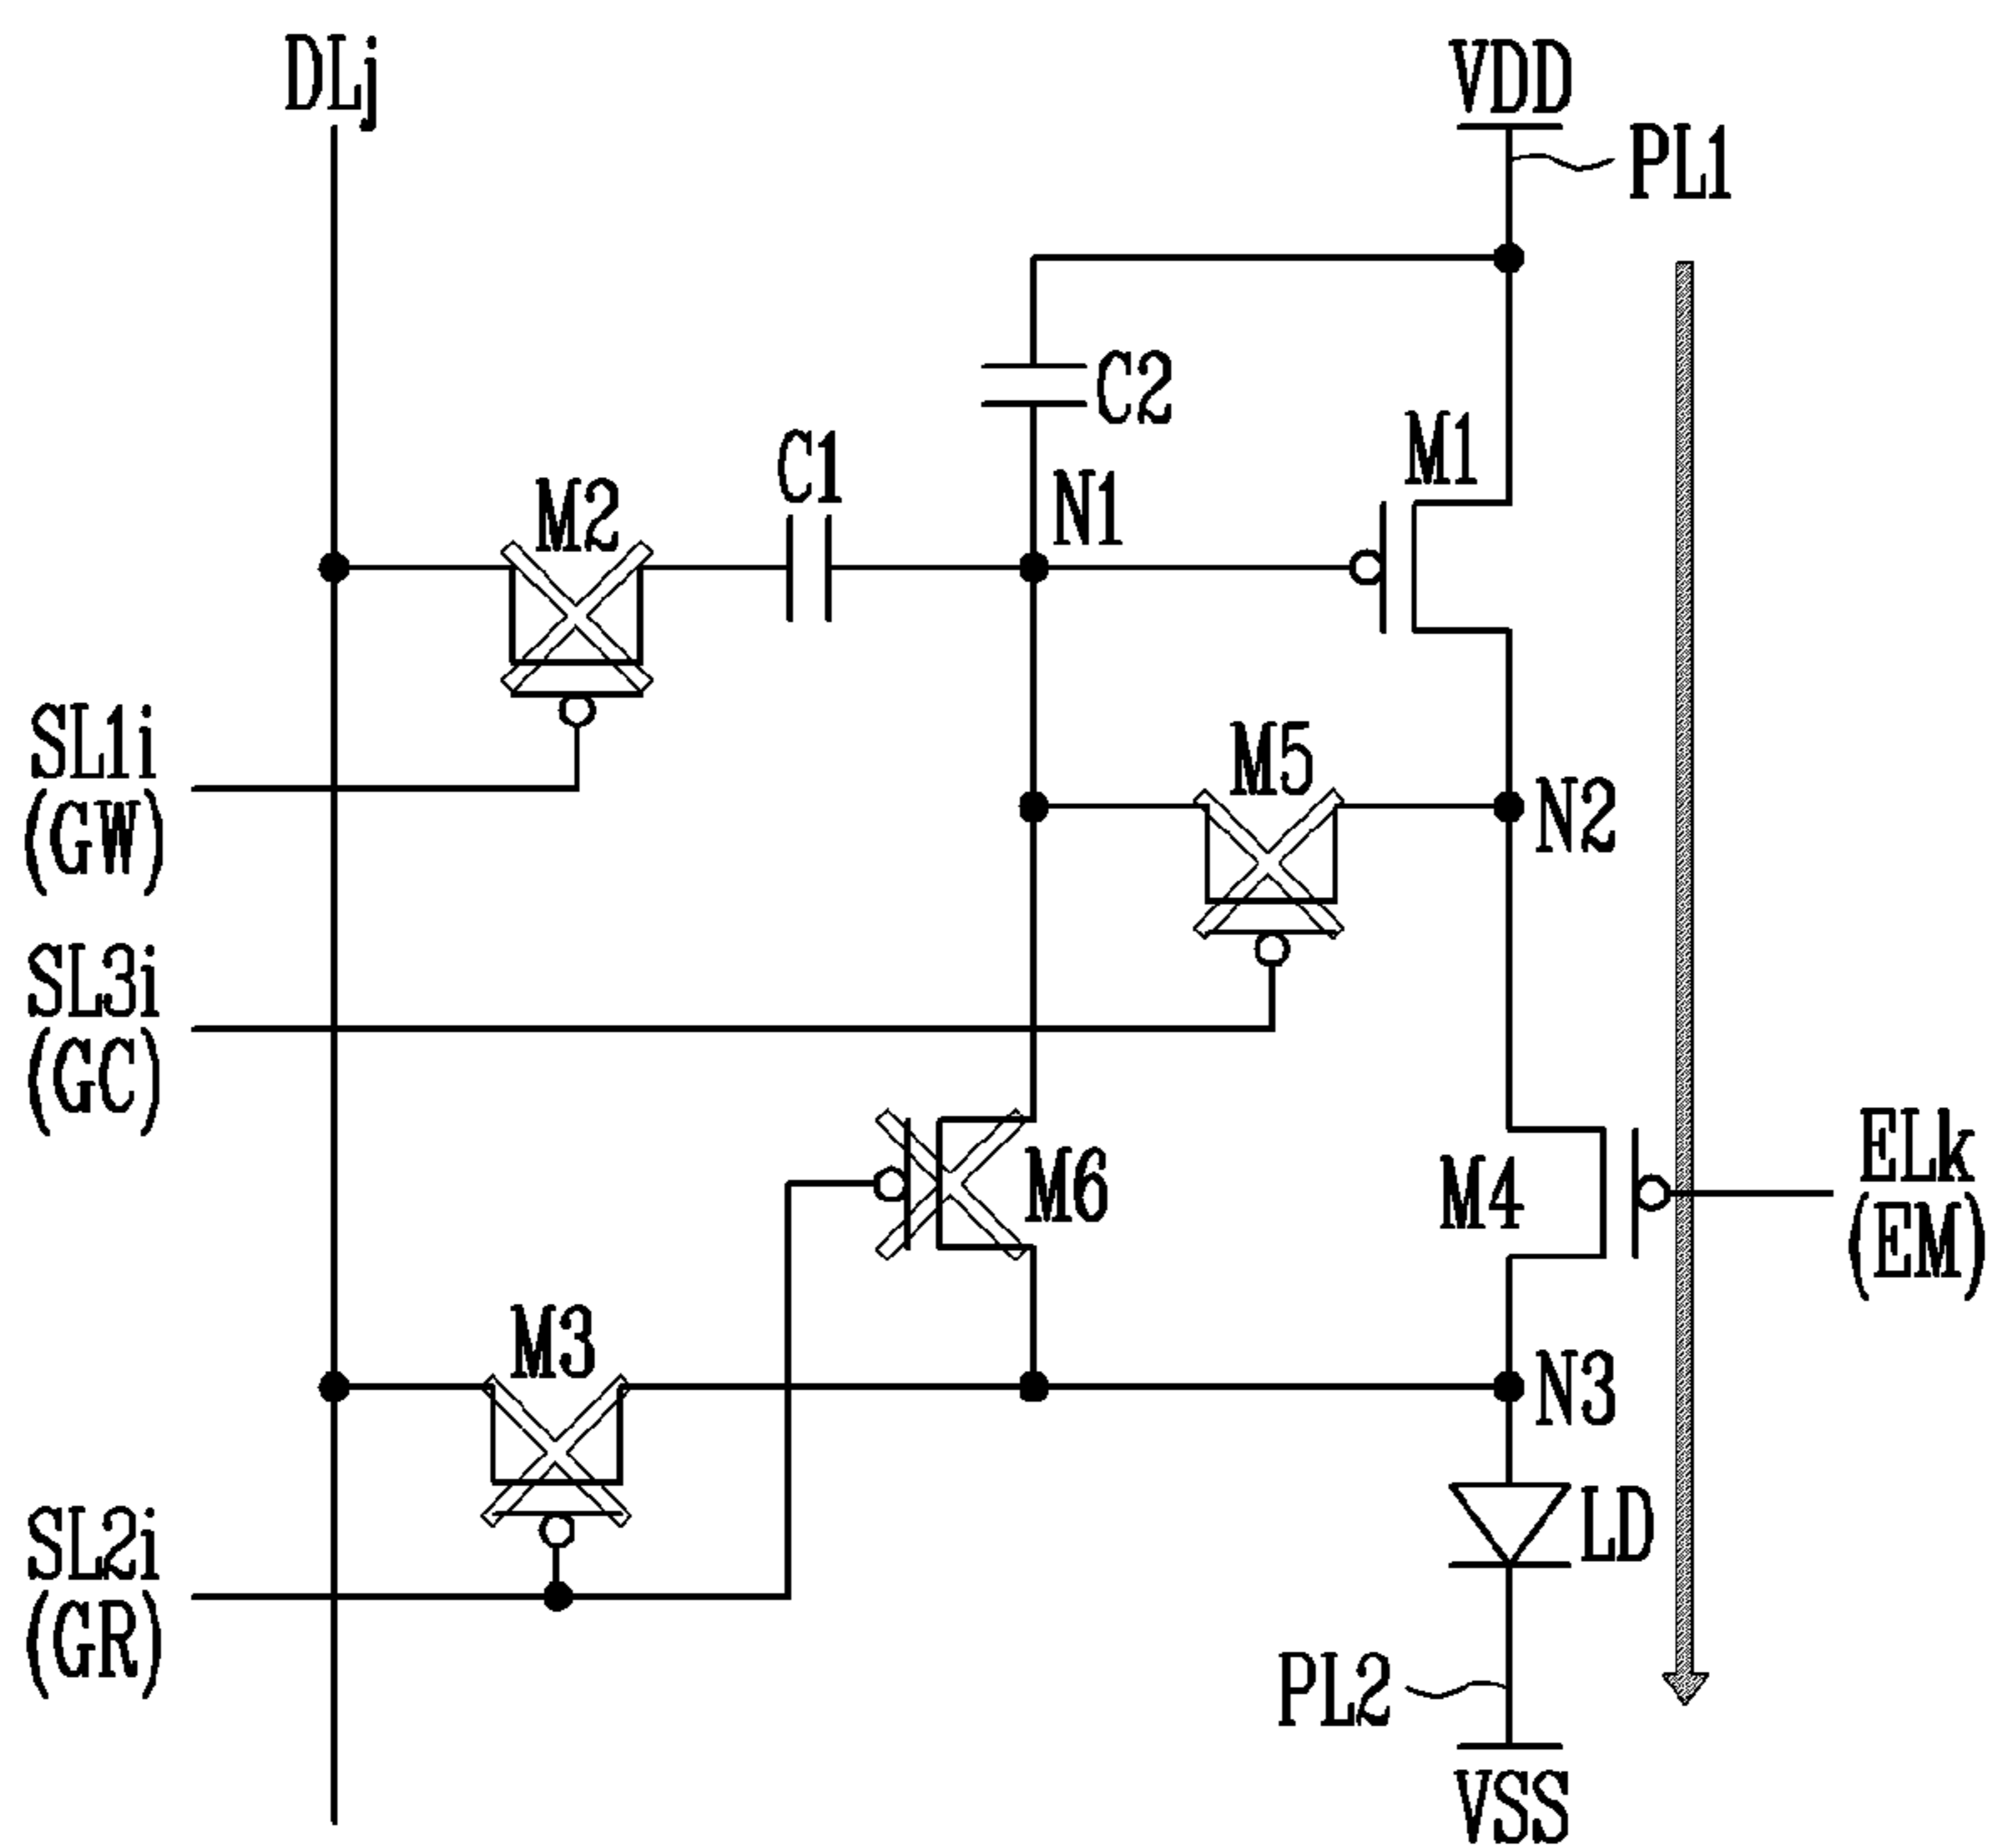 DLj
VDD
PL1
C2
M1
C1
N1
M2
SL1i
(GW)
M5
N2
SL3i
(GC)
M6
M4
ELk
(EM)
M3
N3
SL2i
(GR)
LD
PL2
VSS